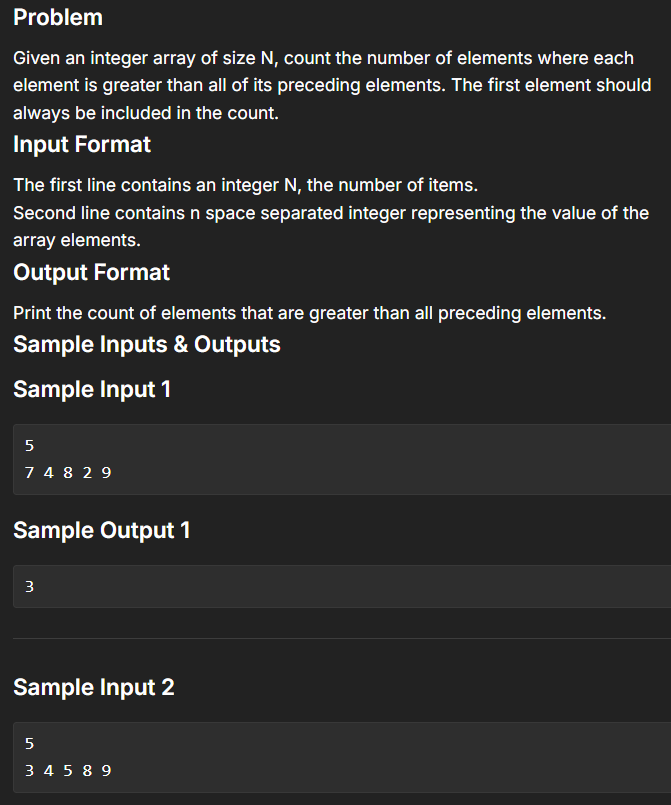 Problem
Given an integer array of size N, count the number of elements where each
element is greater than all of its preceding elements. The first element should
always be included in the count.
Input Format
The first line contains an integer N, the number of items.
Second line contains n space separated integer representing the value of the
array elements.
Output Format
Print the count of elements that are greater than all preceding elements.
Sample Inputs & Outputs
Sample Input 1
5
7 4 8 2 9
Sample Output 1
3
Sample Input 2
5
3 4 5 8 9